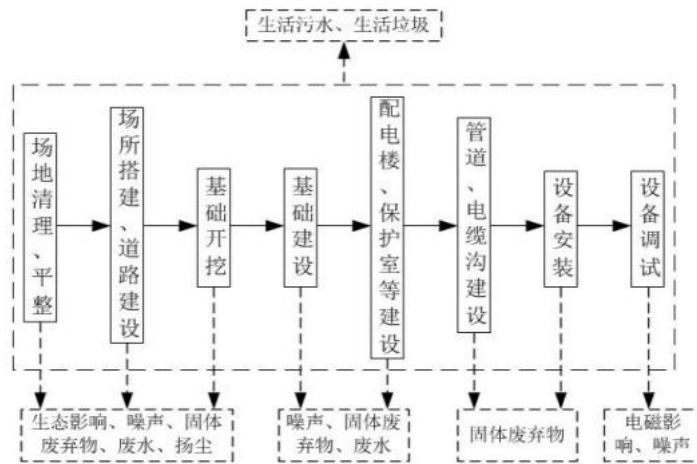 生活污水、生活垃圾
场地清理、平整
场所搭建、道路建设
基础开挖
基础建设
配电楼、保护室等建设
管道、电缆沟建设
设备安装
设备调试
生态影响、噪声、固体
废弃物、废水、扬尘
噪声、固体废
弃物、废水
固体废弃物
电磁影
响、噪声